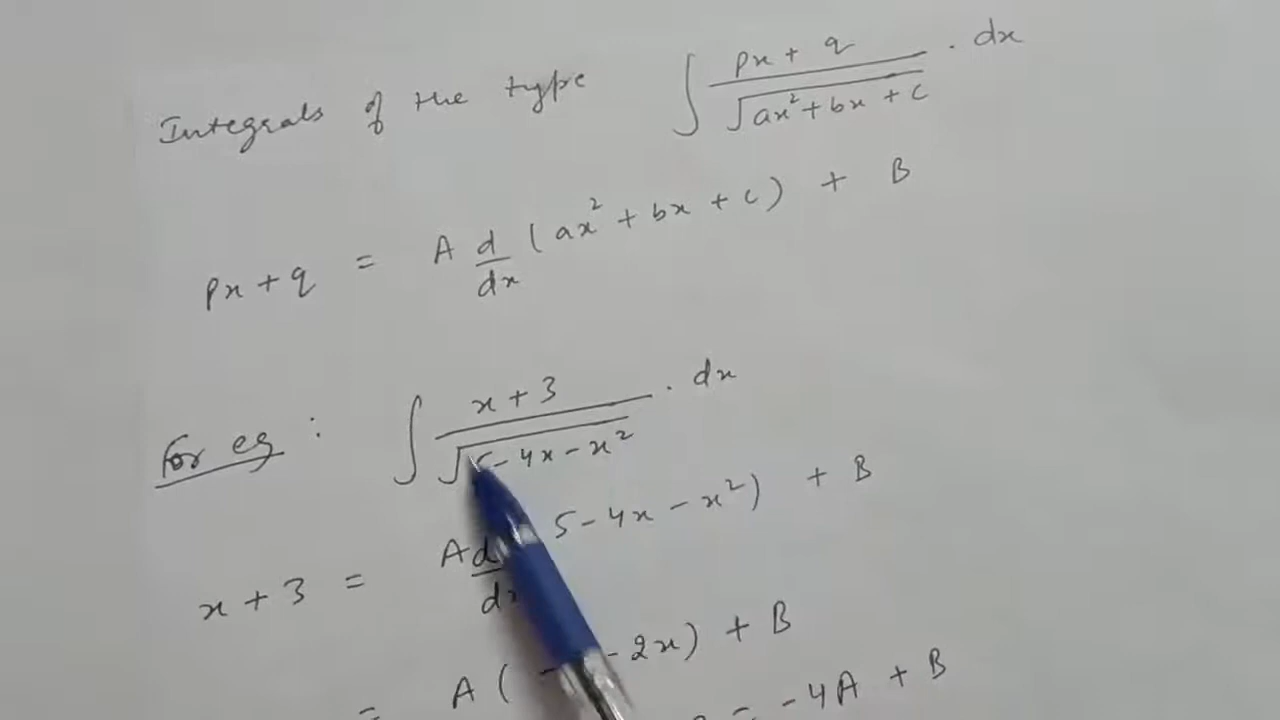 Integrals of the type ∫ px + q / √ax² + bx + c . dx
px + q = A d/dx (ax² + bx + c) + B
For eg : ∫ x + 3 / √5 - 4x - x² . dx
x + 3 = A d/dx 5 - 4x - x²) + B
= A ( - 2x) + B
= -4A + B